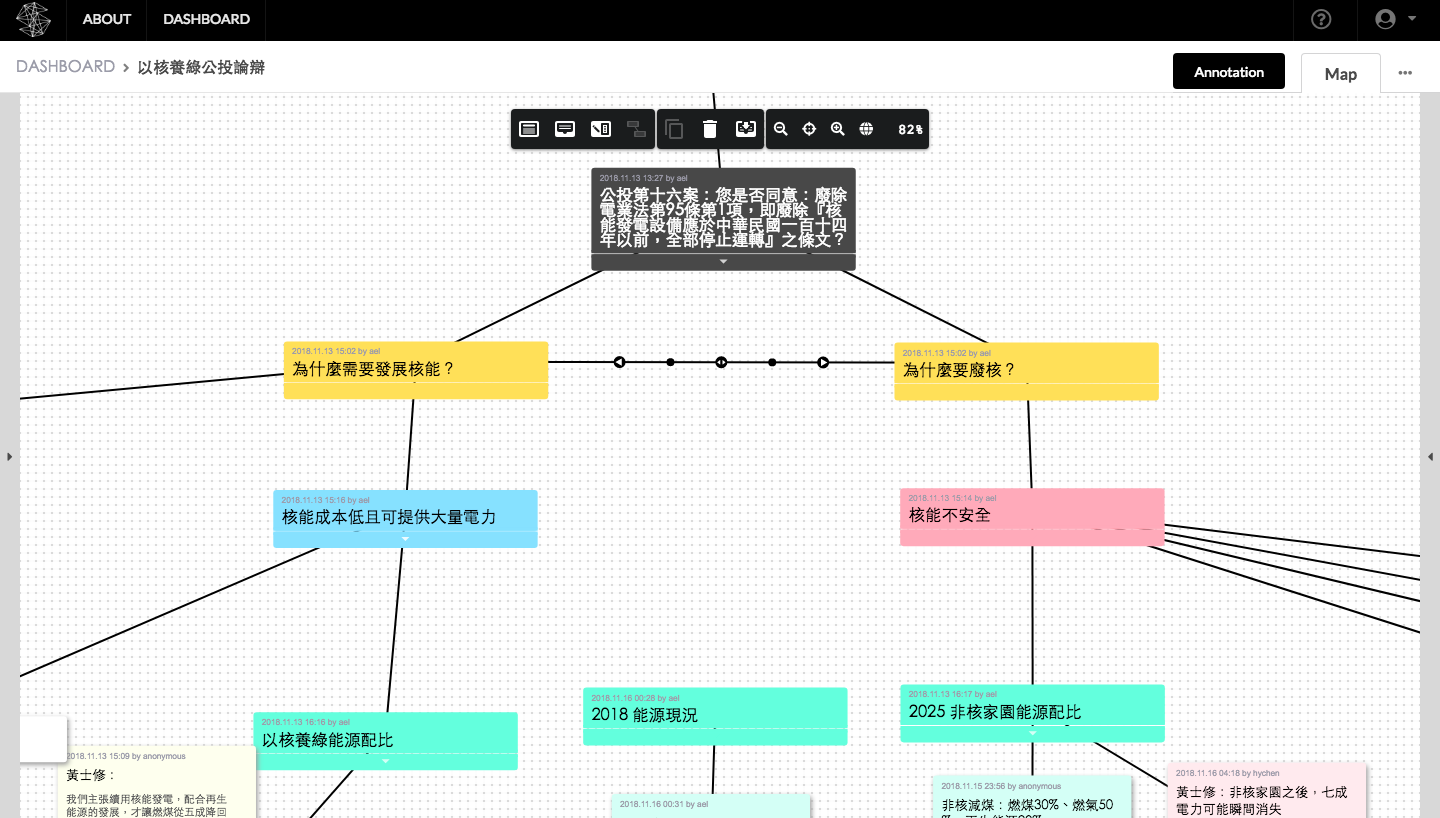 ABOUT
DASHBOARD
DASHBOARD › 以核養綠公投論辯
Annotation
Map
82%
2018.11.13 13:27 by ael
公投第十六案：您是否同意：廢除
電業法第95條第1項，即廢除『核
能發電設備應於中華民國一百十四
年以前，全部停止運轉』之條文？
2018.11.13 15:02 by ael
為什麼需要發展核能？
2018.11.13 15:02 by ael
為什麼要廢核？
2018.11.13 15:16 by ael
核能成本低且可提供大量電力
2018.11.13 15:14 by ael
核能不安全
2018.11.13 16:16 by ael
以核養綠能源配比
2018.11.16 00:28 by ael
2018 能源現況
2018.11.13 16:17 by ael
2025 非核家園能源配比
2018.11.13 15:09 by anonymous
黃士修：
我們主張續用核能發電，配合再生
能源的發展，才讓燃煤從五成降回
2018.11.16 00:31 by ael
2018.11.15 23:56 by anonymous
非核減煤：燃煤30%、燃氣50
2018.11.16 04:18 by hychen
黃士修：非核家園之後，七成
電力可能瞬間消失